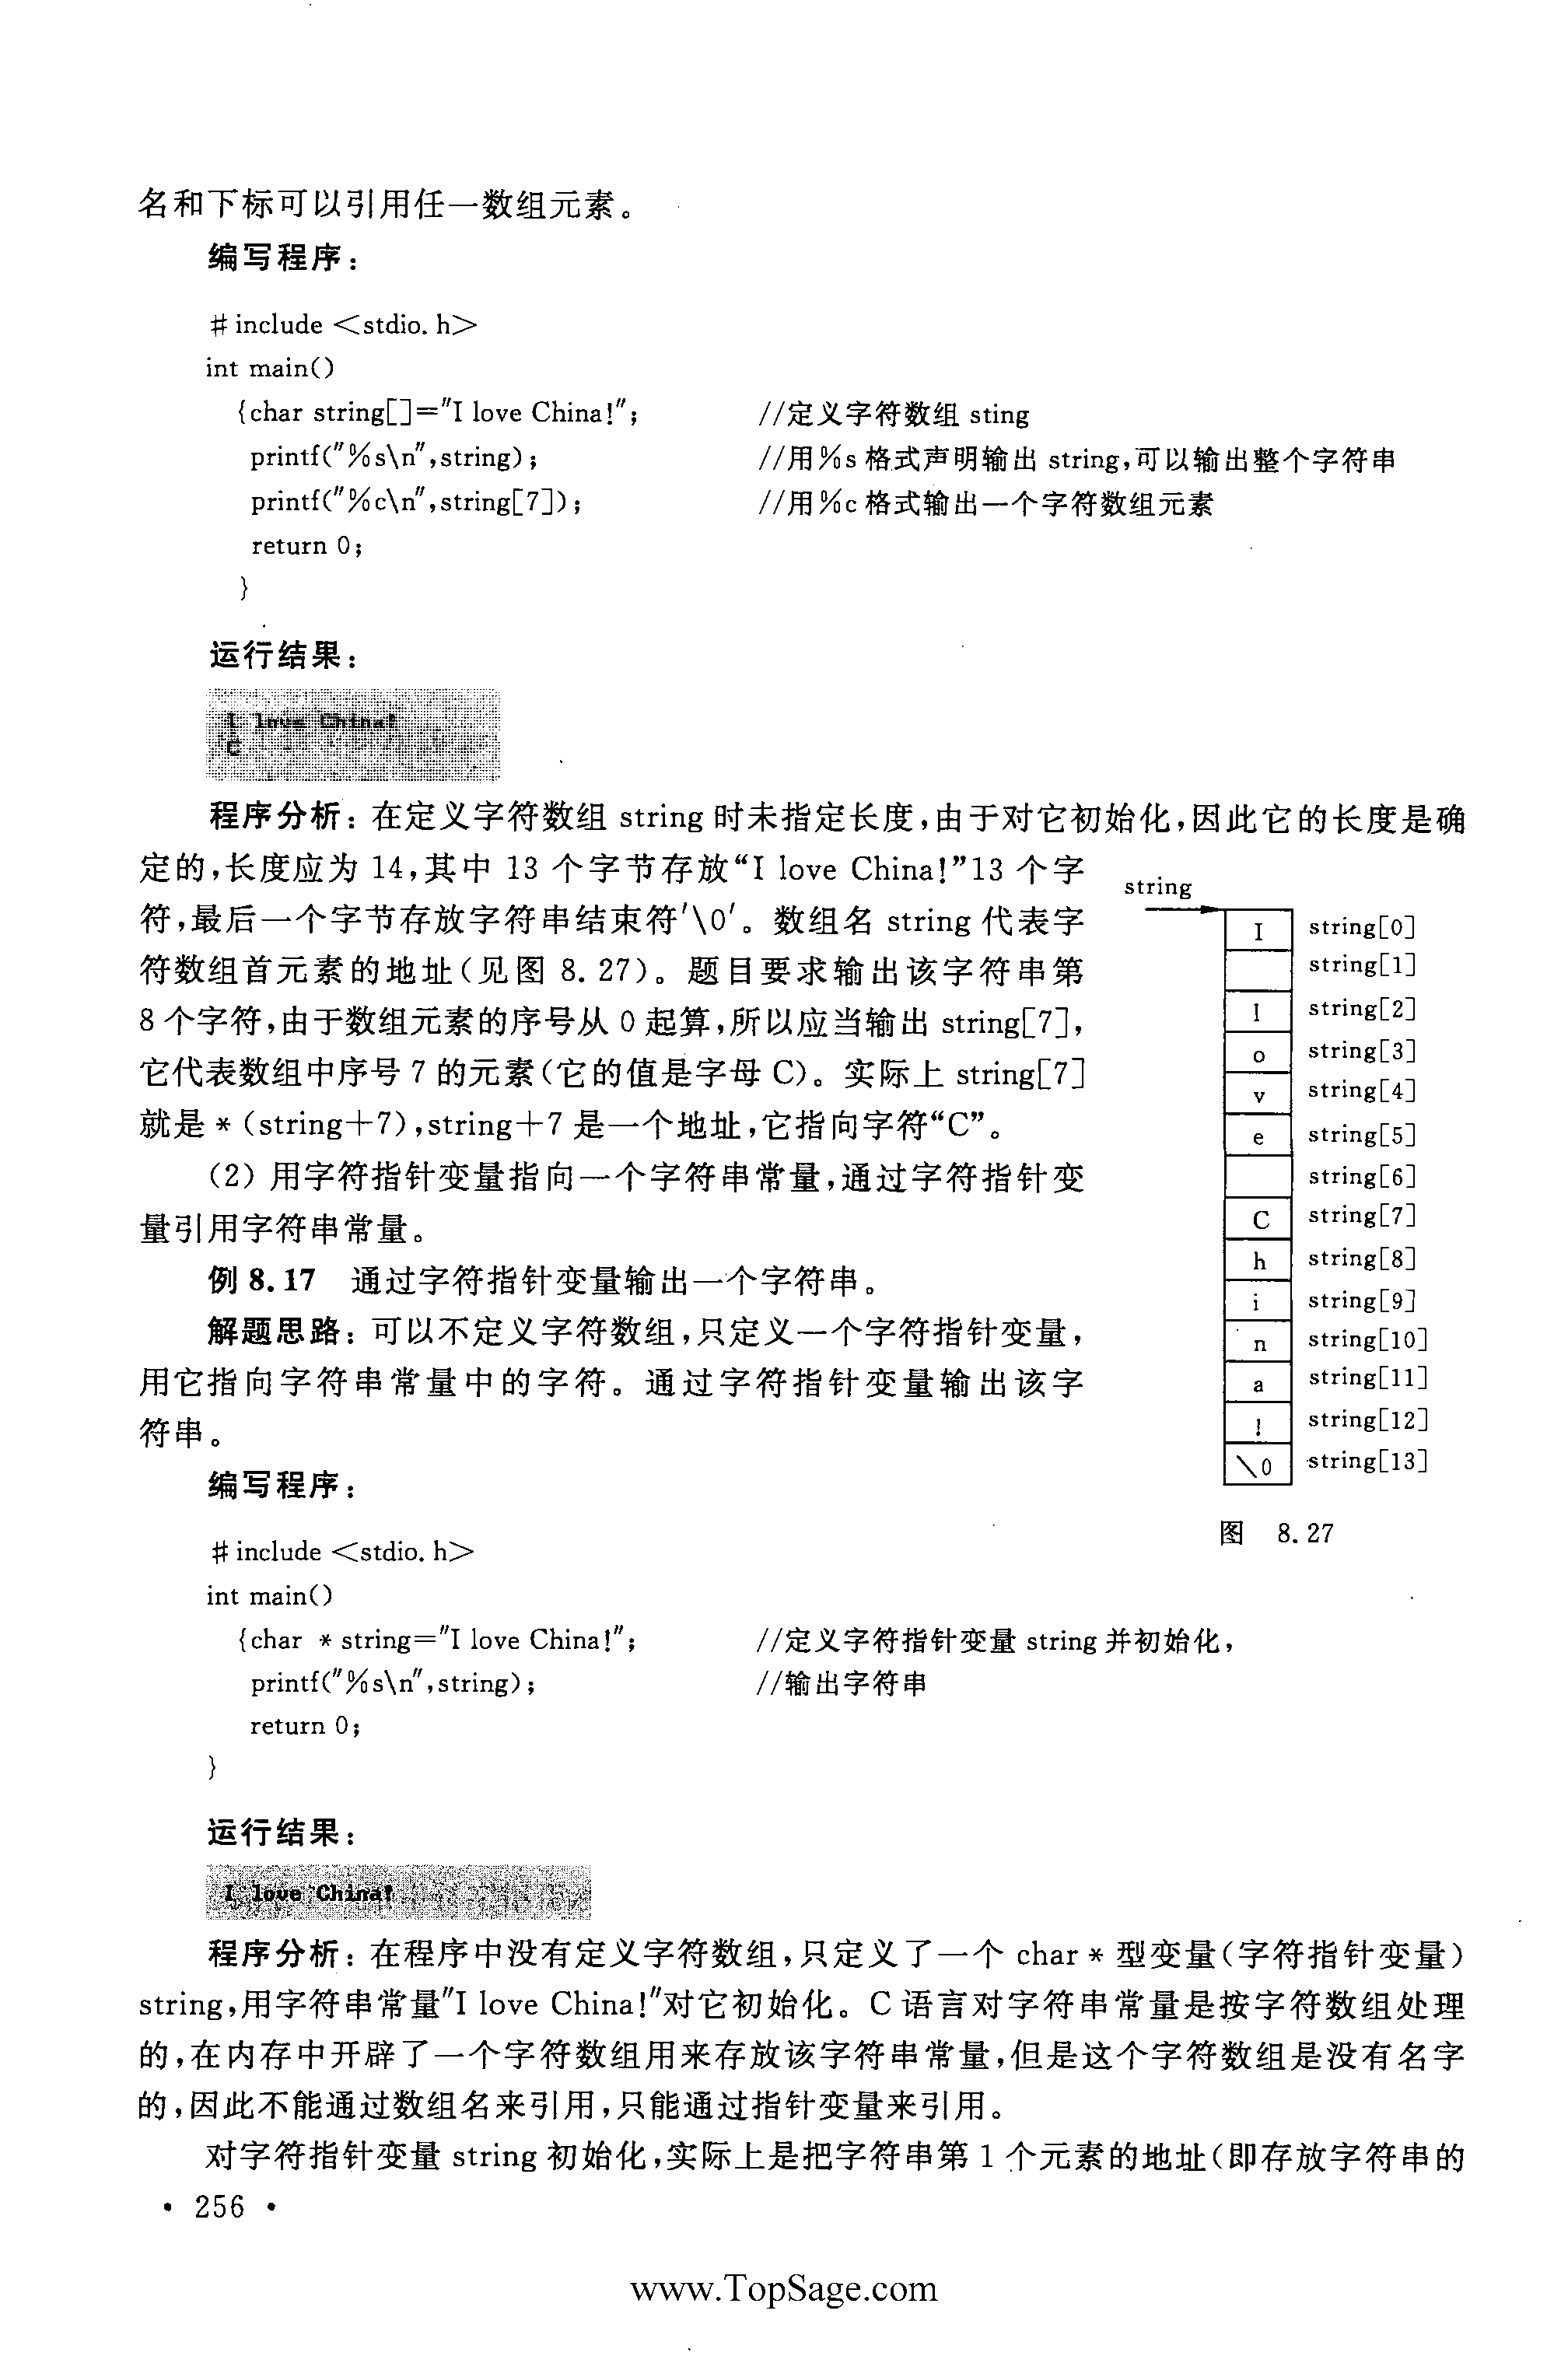 名和下标可以引用任一数组元素。
编写程序：
#include <stdio.h>
int main()
{char string[]="I love China!"; //定义字符数组 sting
printf("%s\n",string); //用%s 格式声明输出 string,可以输出整个字符串
printf("%c\n",string[7]); //用%c 格式输出一个字符数组元素
return 0;
}
运行结果：
I love China!
C
程序分析：在定义字符数组 string 时未指定长度,由于对它初始化,因此它的长度是确
定的,长度应为 14,其中 13 个字节存放“I love China!”13 个字
符,最后一个字节存放字符串结束符'\0'。数组名 string 代表字
符数组首元素的地址(见图 8.27)。题目要求输出该字符串第
8 个字符,由于数组元素的序号从 0 起算,所以应当输出 string[7],
它代表数组中序号 7 的元素(它的值是字母 C)。实际上 string[7]
就是 *(string+7),string+7 是一个地址,它指向字符“C”。
(2) 用字符指针变量指向一个字符串常量,通过字符指针变
量引用字符串常量。
例 8.17 通过字符指针变量输出一个字符串。
解题思路：可以不定义字符数组,只定义一个字符指针变量,
用它指向字符串常量中的字符。通过字符指针变量输出该字
符串。
string
I string[0]
string[1]
l string[2]
o string[3]
v string[4]
e string[5]
string[6]
C string[7]
h string[8]
i string[9]
n string[10]
a string[11]
! string[12]
\0 string[13]
图 8.27
编写程序：
#include <stdio.h>
int main()
{char *string="I love China!"; //定义字符指针变量 string 并初始化,
printf("%s\n",string); //输出字符串
return 0;
}
运行结果：
I love China!
程序分析：在程序中没有定义字符数组,只定义了一个 char * 型变量(字符指针变量)
string,用字符串常量"I love China!"对它初始化。C 语言对字符串常量是按字符数组处理
的,在内存中开辟了一个字符数组用来存放该字符串常量,但是这个字符数组是没有名字
的,因此不能通过数组名来引用,只能通过指针变量来引用。
对字符指针变量 string 初始化,实际上是把字符串第 1 个元素的地址(即存放字符串的
· 256 ·
www.TopSage.com